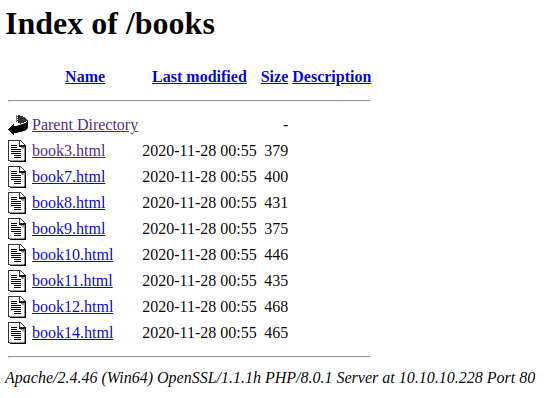 Index of /books
Name Last modified Size Description
Parent Directory -
book3.html 2020-11-28 00:55 379
book7.html 2020-11-28 00:55 400
book8.html 2020-11-28 00:55 431
book9.html 2020-11-28 00:55 375
book10.html 2020-11-28 00:55 446
book11.html 2020-11-28 00:55 435
book12.html 2020-11-28 00:55 468
book14.html 2020-11-28 00:55 465
Apache/2.4.46 (Win64) OpenSSL/1.1.1h PHP/8.0.1 Server at 10.10.10.228 Port 80